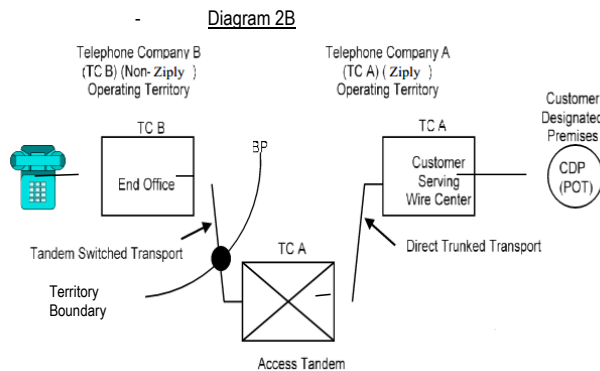 - Diagram 2B
Telephone Company B
(TC B) (Non- Ziply )
Operating Territory
Telephone Company A
(TC A) ( Ziply )
Operating Territory
Customer
Designated
Premises
TC B
TC A
BP
End Office
Customer
Serving
Wire Center
CDP
(POT)
Tandem Switched Transport
TC A
Direct Trunked Transport
Territory
Boundary
Access Tandem